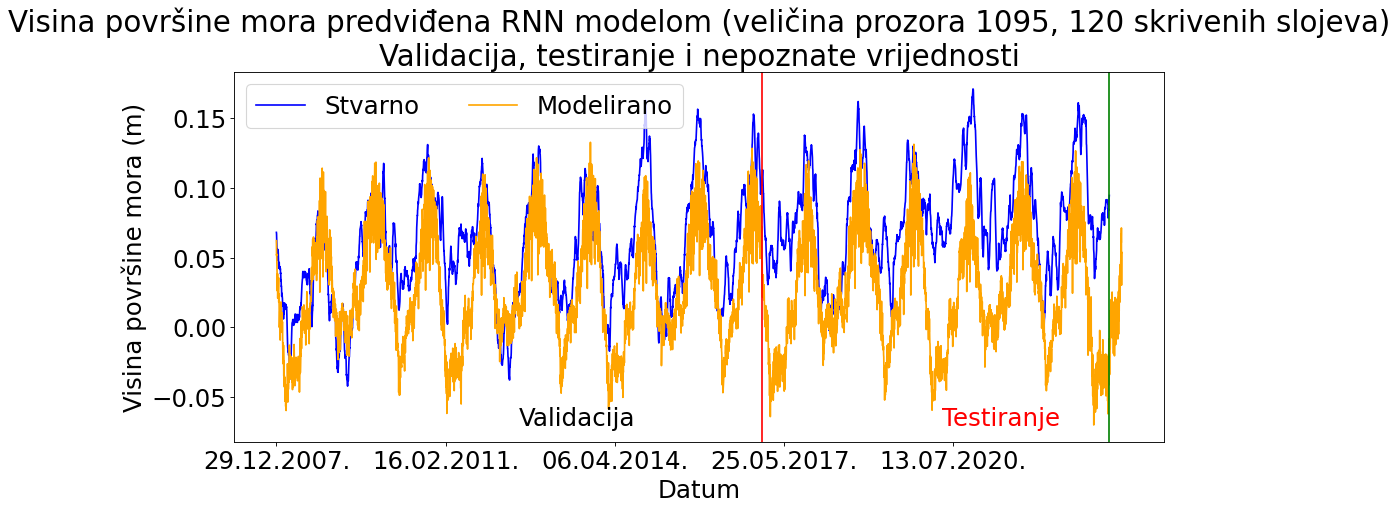 Visina površine mora predviđena RNN modelom (veličina prozora 1095, 120 skrivenih slojeva)
Validacija, testiranje i nepoznate vrijednosti
Stvarno Modelirano
Visina površine mora (m)
0.15
0.10
0.05
0.00
−0.05
Validacija
Testiranje
29.12.2007. 16.02.2011. 06.04.2014. 25.05.2017. 13.07.2020.
Datum